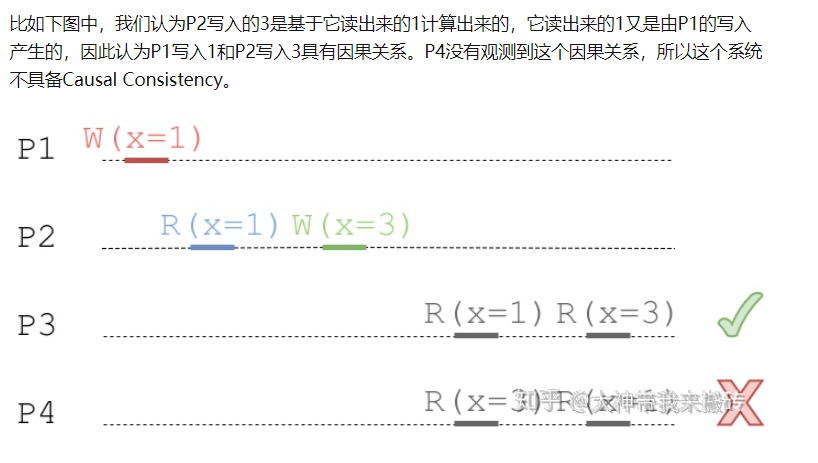 比如下图中，我们认为P2写入的3是基于它读出来的1计算出来的，它读出来的1又是由P1的写入
产生的，因此认为P1写入1和P2写入3具有因果关系。P4没有观测到这个因果关系，所以这个系统
不具备Causal Consistency。
P1 W(x=1)
P2 R(x=1) W(x=3)
P3 R(x=1) R(x=3)
P4 R(x=3) R(x=1)
知乎 @大神带我来搬砖